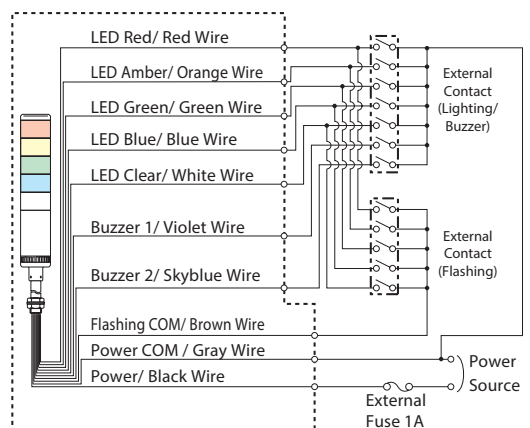 LED Red/ Red Wire
LED Amber/ Orange Wire
LED Green/ Green Wire
LED Blue/ Blue Wire
LED Clear/ White Wire
Buzzer 1/ Violet Wire
Buzzer 2/ Skyblue Wire
Flashing COM/ Brown Wire
Power COM / Gray Wire
Power/ Black Wire
External
Contact
(Lighting/
Buzzer)
External
Contact
(Flashing)
Power
Source
External
Fuse 1A